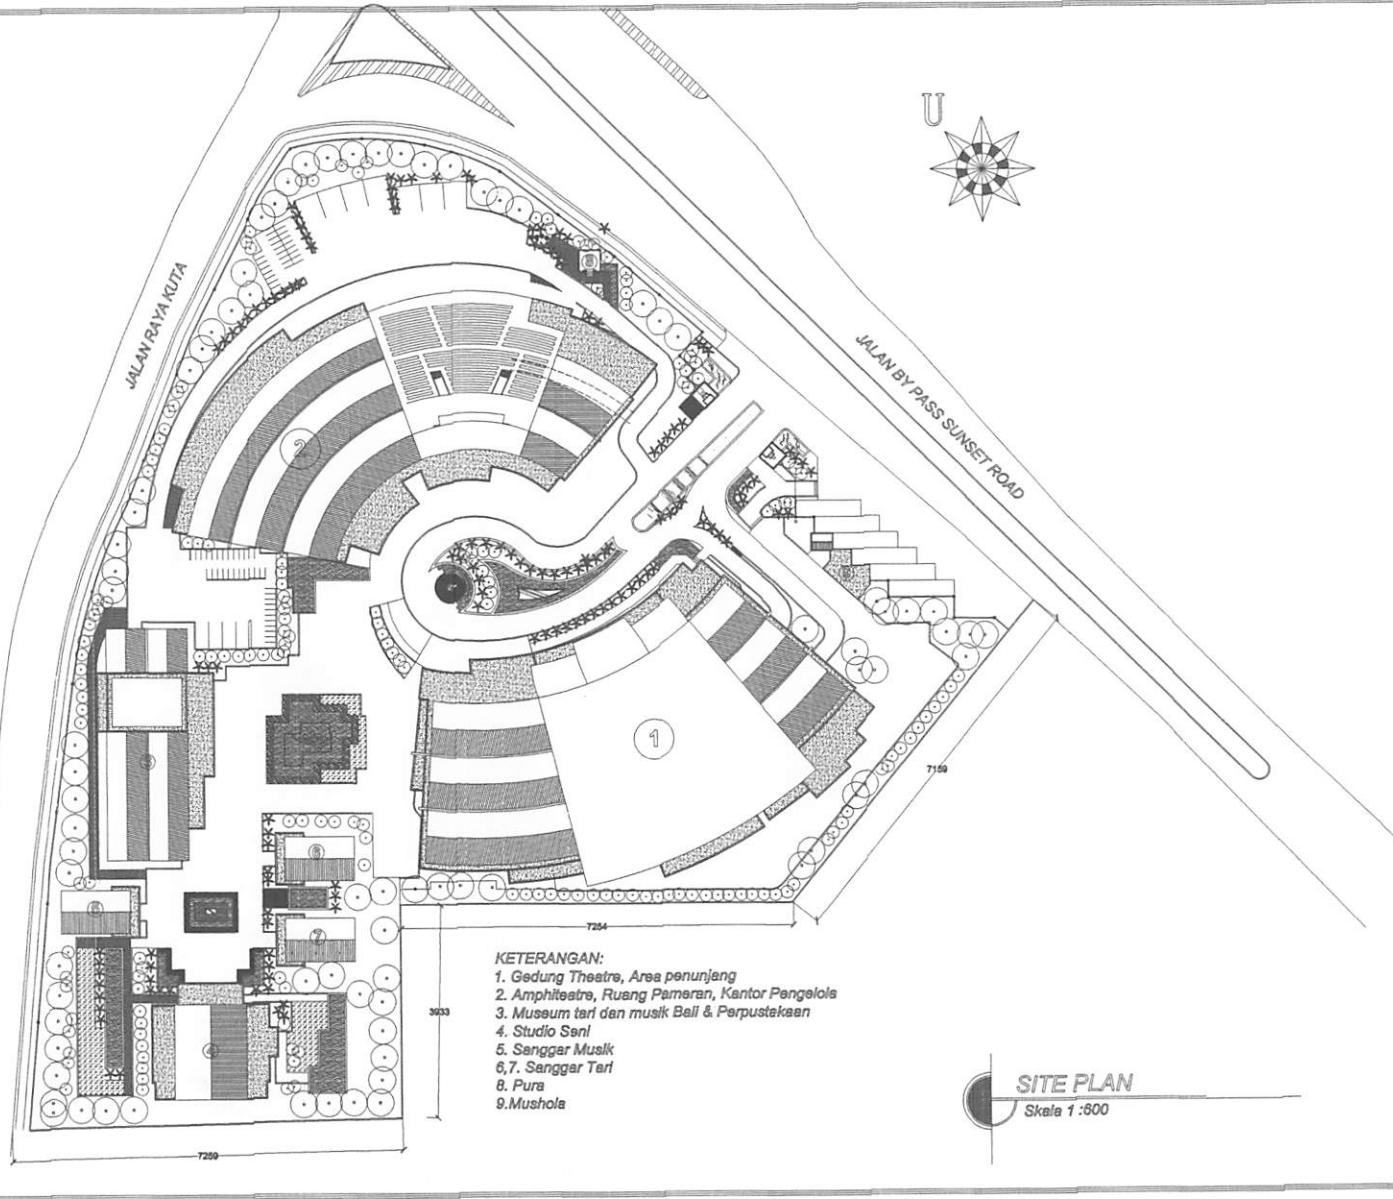 U
JALAN RAYA KUTA
JALAN BY PASS SUNSET ROAD
2
1
3
6
7
5
4
7159
7254
3933
7259
KETERANGAN:
1. Gedung Theatre, Area penunjang
2. Amphiteatre, Ruang Pameran, Kantor Pengelola
3. Museum tari dan musik Bali & Perpustakaan
4. Studio Seni
5. Sanggar Musik
6,7. Sanggar Tari
8. Pura
9.Mushola
SITE PLAN
Skala 1 :600